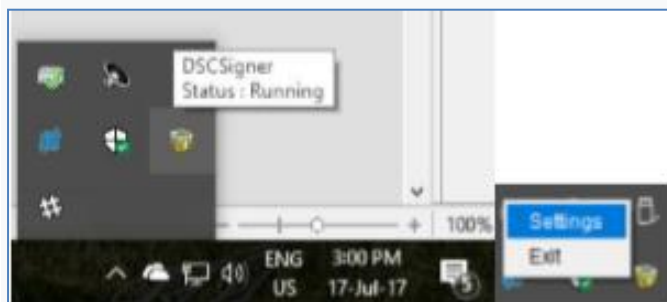 DSCSigner
Status : Running
100%
ENG
US
3:00 PM
17-Jul-17
5
Settings
Exit